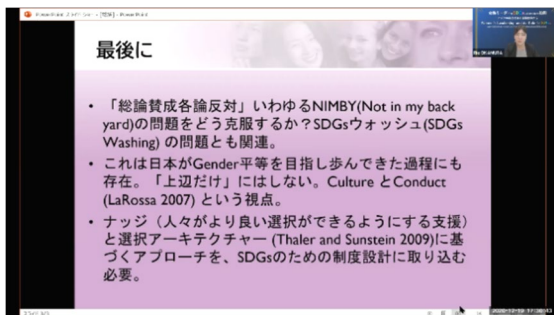 最後に
• 「総論賛成各論反対」いわゆるNIMBY(Not in my back
yard)の問題をどう克服するか？SDGsウォッシュ(SDGs
Washing) の問題とも関連。
• これは日本がGender平等を目指し歩んできた過程にも
存在。「上辺だけ」にはしない。Culture とConduct
(LaRossa 2007) という視点。
• ナッジ（人々がより良い選択ができるようにする支援）
と選択アーキテクチャー (Thaler and Sunstein 2009)に基
づくアプローチを、SDGsのための制度設計に取り込む
必要。